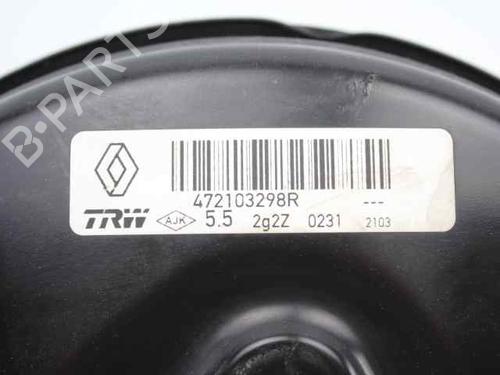 B-PARTS
472103298R ---
TRW AJK 5.5 2g2Z 0231 2103